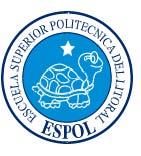 ESCUELA SUPERIOR POLITECNICA DEL LITORAL
ESPOL